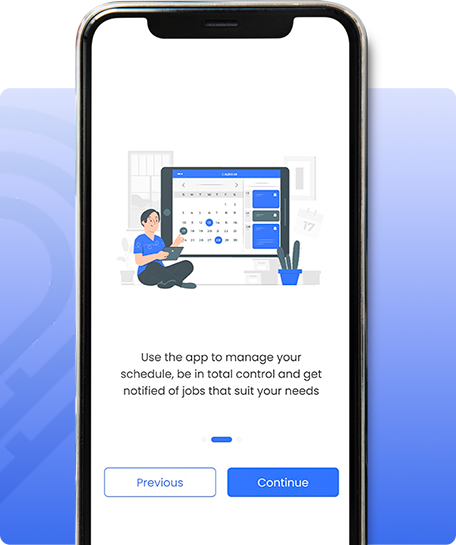 17
Use the app to manage your
schedule, be in total control and get
notified of jobs that suit your needs
Previous
Continue